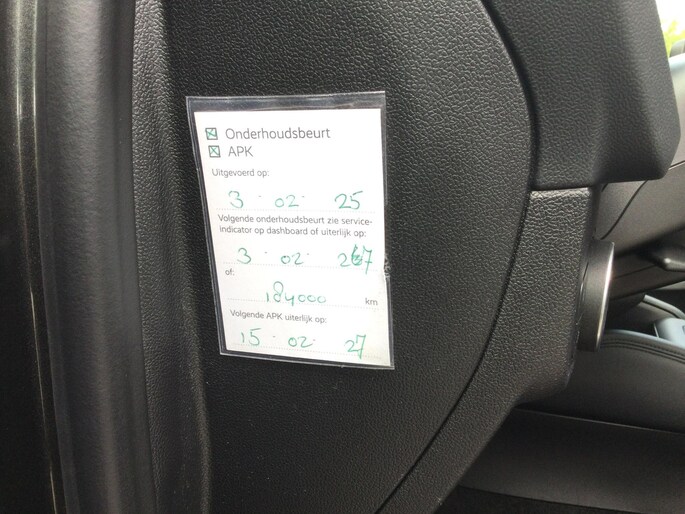 Onderhoudsbeurt
APK
Uitgevoerd op:
3 · 02 · 25
Volgende onderhoudsbeurt zie service-
indicator op dashboard of uiterlijk op:
3 · 02 · 27
of:
184000 km
Volgende APK uiterlijk op:
15 · 02 · 27